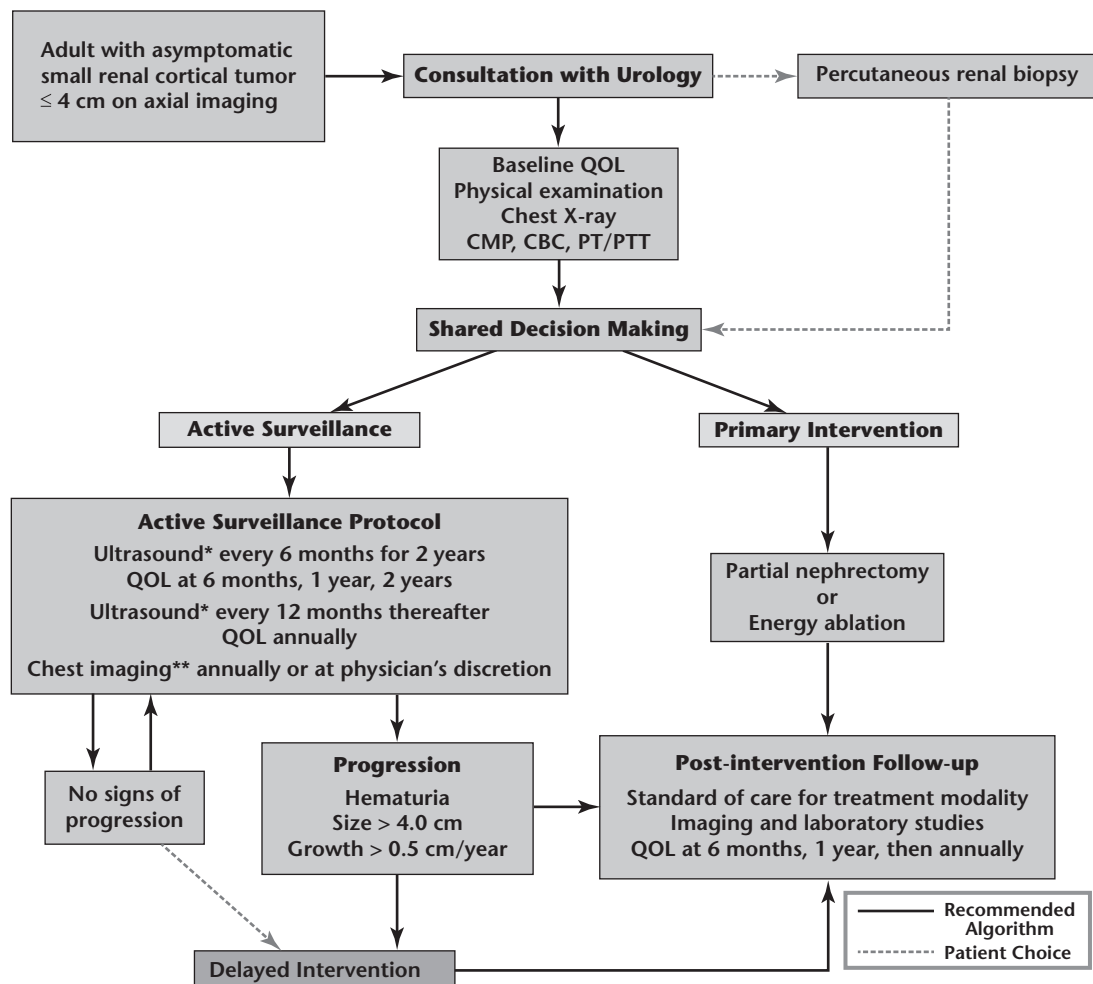 Adult with asymptomatic
small renal cortical tumor
≤ 4 cm on axial imaging
Consultation with Urology
Percutaneous renal biopsy
Baseline QOL
Physical examination
Chest X-ray
CMP, CBC, PT/PTT
Shared Decision Making
Active Surveillance
Primary Intervention
Active Surveillance Protocol
Ultrasound* every 6 months for 2 years
QOL at 6 months, 1 year, 2 years
Ultrasound* every 12 months thereafter
QOL annually
Chest imaging** annually or at physician’s discretion
Partial nephrectomy
or
Energy ablation
No signs of
progression
Progression
Hematuria
Size > 4.0 cm
Growth > 0.5 cm/year
Post-intervention Follow-up
Standard of care for treatment modality
Imaging and laboratory studies
QOL at 6 months, 1 year, then annually
Delayed Intervention
Recommended
Algorithm
Patient Choice